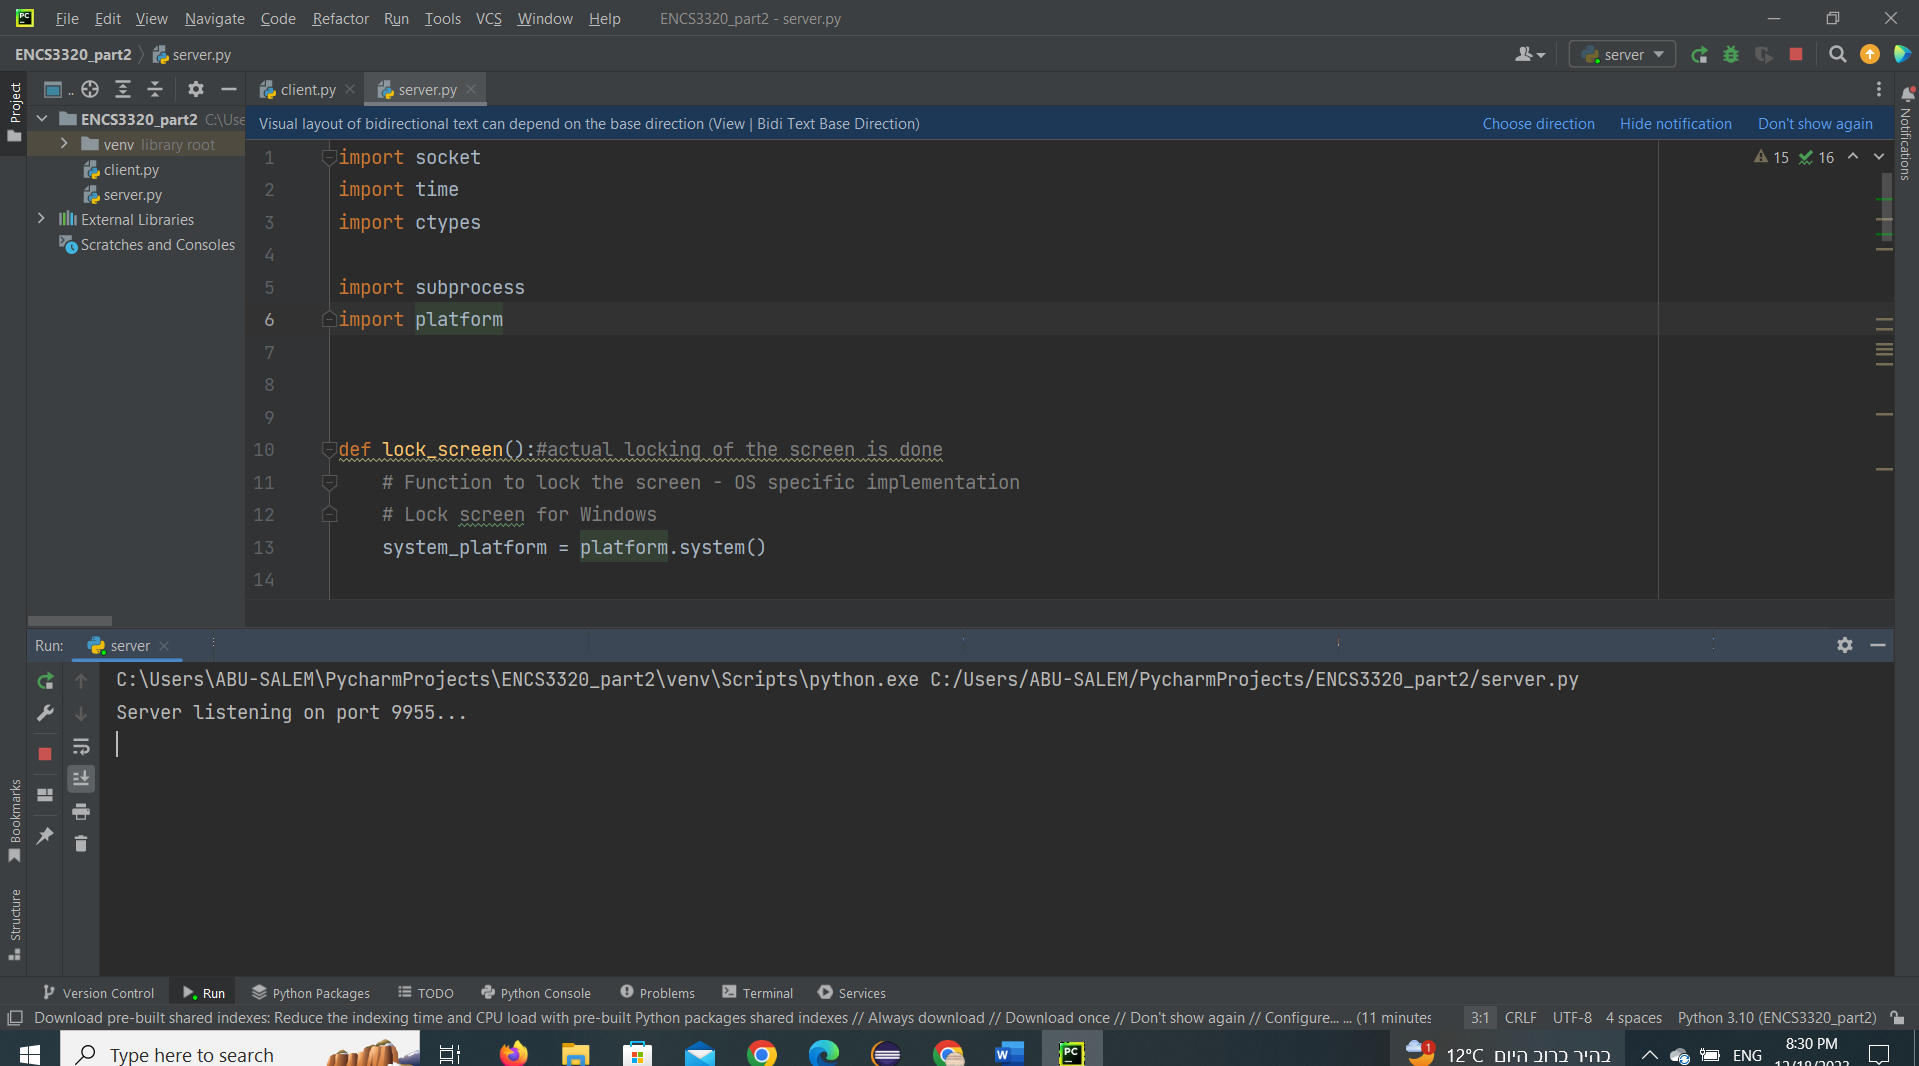 File Edit View Navigate Code Refactor Run Tools VCS Window Help ENCS3320_part2 - server.py
ENCS3320_part2 server.py
server
Project
client.py server.py
ENCS3320_part2 C:\Use
venv library root
client.py
server.py
External Libraries
Scratches and Consoles
Visual layout of bidirectional text can depend on the base direction (View | Bidi Text Base Direction) Choose direction Hide notification Don't show again
Notifications
15 16
1 import socket
2 import time
3 import ctypes
4
5 import subprocess
6 import platform
7
8
9
10 def lock_screen():#actual locking of the screen is done
11 # Function to lock the screen - OS specific implementation
12 # Lock screen for Windows
13 system_platform = platform.system()
14
Run: server
C:\Users\ABU-SALEM\PycharmProjects\ENCS3320_part2\venv\Scripts\python.exe C:/Users/ABU-SALEM/PycharmProjects/ENCS3320_part2/server.py
Server listening on port 9955...
Bookmarks
Structure
Version Control Run Python Packages TODO Python Console Problems Terminal Services
Download pre-built shared indexes: Reduce the indexing time and CPU load with pre-built Python packages shared indexes // Always download // Download once // Don't show again // Configure... ... (11 minutes 3:1 CRLF UTF-8 4 spaces Python 3.10 (ENCS3320_part2)
Type here to search
1 12°C בהיר ברוב היום ENG 8:30 PM